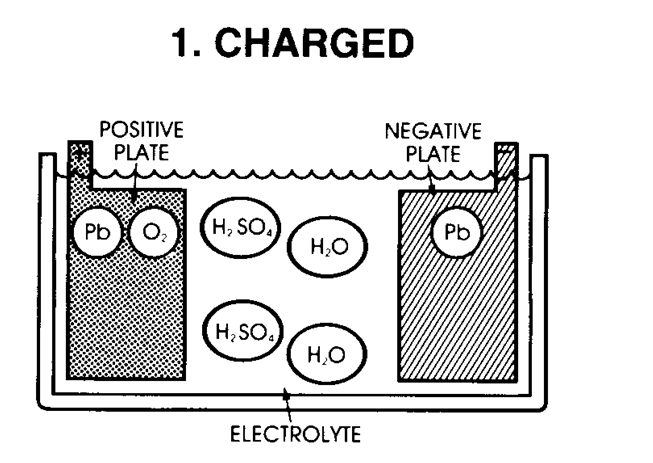 1. CHARGED
POSITIVE
PLATE
NEGATIVE
PLATE
+
−
Pb
O₂
H₂SO₄
H₂O
Pb
H₂SO₄
H₂O
ELECTROLYTE